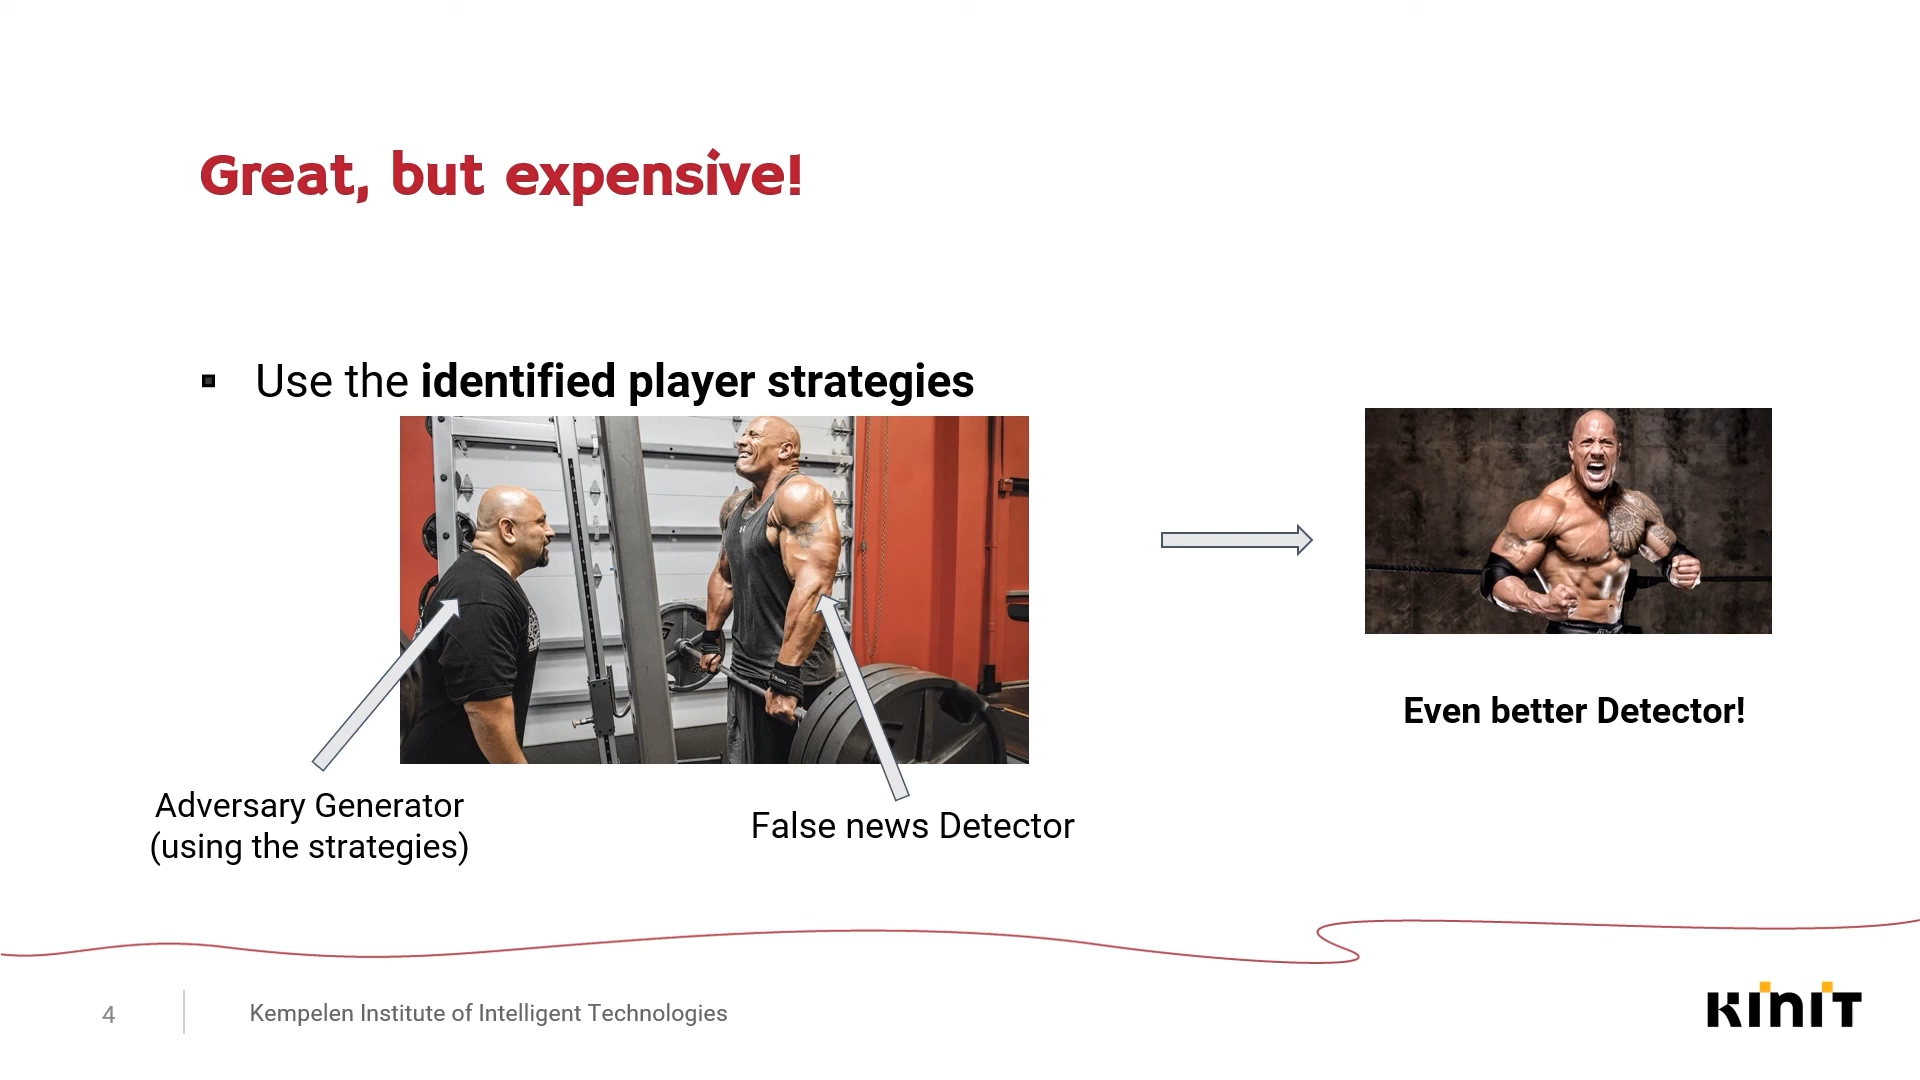 Great, but expensive!
Use the identified player strategies
Even better Detector!
Adversary Generator
(using the strategies)
False news Detector
4
Kempelen Institute of Intelligent Technologies
KInIT